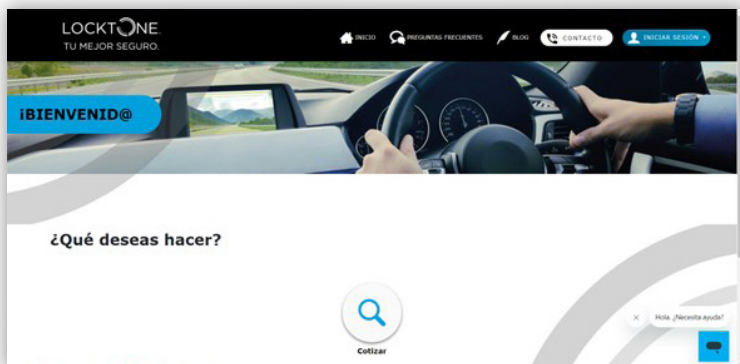 LOCKTONE
TU MEJOR SEGURO.
INICIO
PREGUNTAS FRECUENTES
BLOG
CONTACTO
INICIAR SESIÓN
¡BIENVENID@
¿Qué deseas hacer?
Cotizar
Hola. ¿Necesita ayuda?